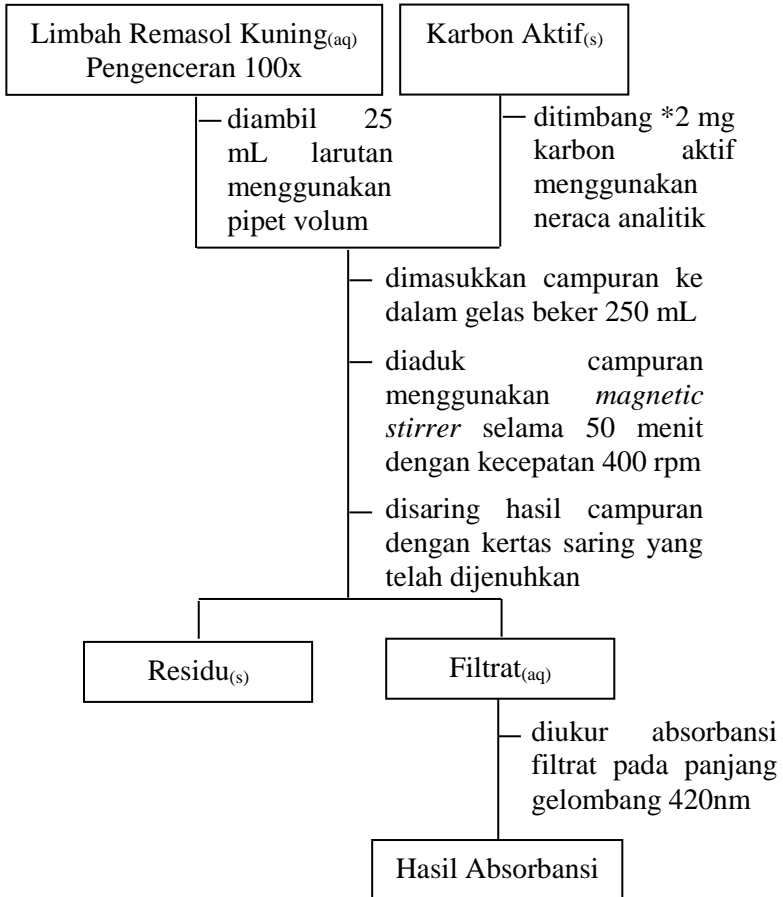 Limbah Remasol Kuning(aq)
Pengenceran 100x
Karbon Aktif(s)
diambil 25
mL larutan
menggunakan
pipet volum
ditimbang *2 mg
karbon aktif
menggunakan
neraca analitik
dimasukkan campuran ke
dalam gelas beker 250 mL
diaduk campuran
menggunakan magnetic
stirrer selama 50 menit
dengan kecepatan 400 rpm
disaring hasil campuran
dengan kertas saring yang
telah dijenuhkan
Residu(s)
Filtrat(aq)
diukur absorbansi
filtrat pada panjang
gelombang 420nm
Hasil Absorbansi